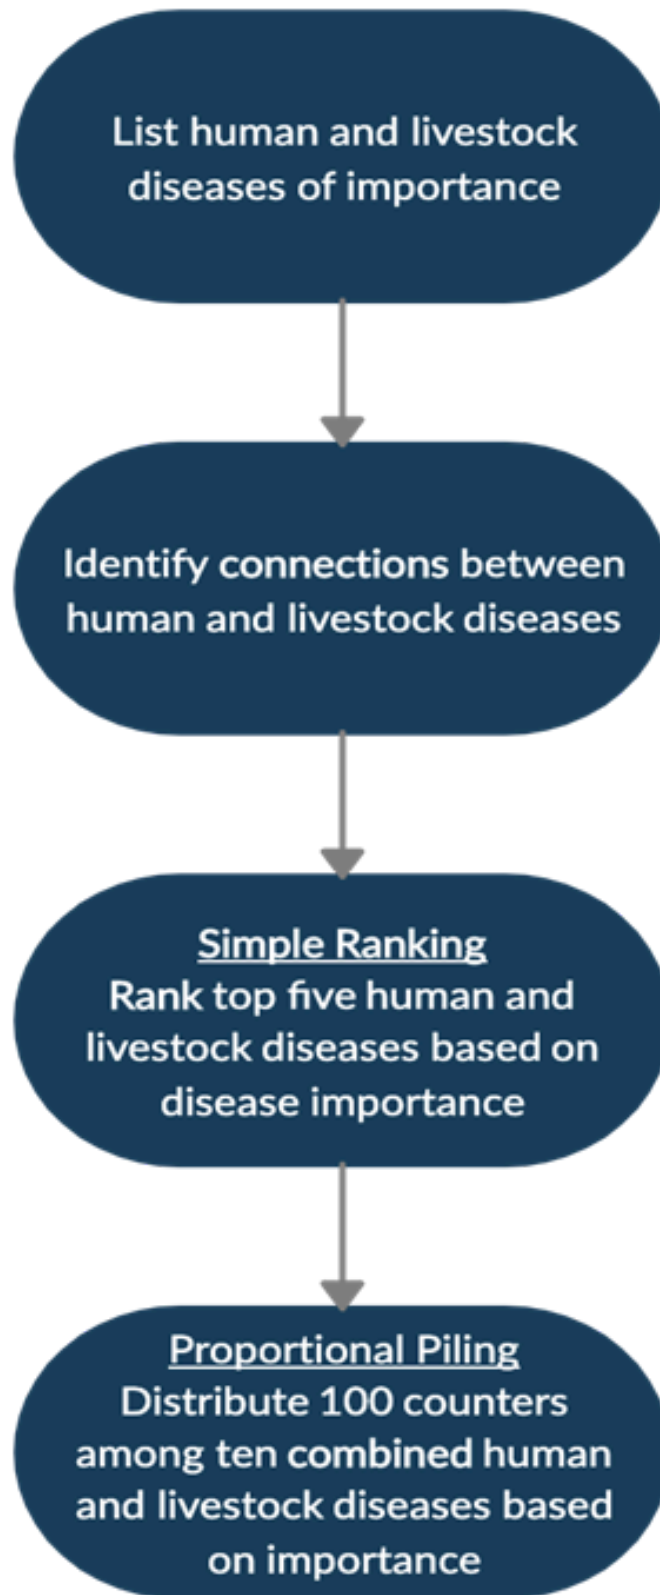 List human and livestock
diseases of importance
Identify connections between
human and livestock diseases
Simple Ranking
Rank top five human and
livestock diseases based on
disease importance
Proportional Piling
Distribute 100 counters
among ten combined human
and livestock diseases based
on importance